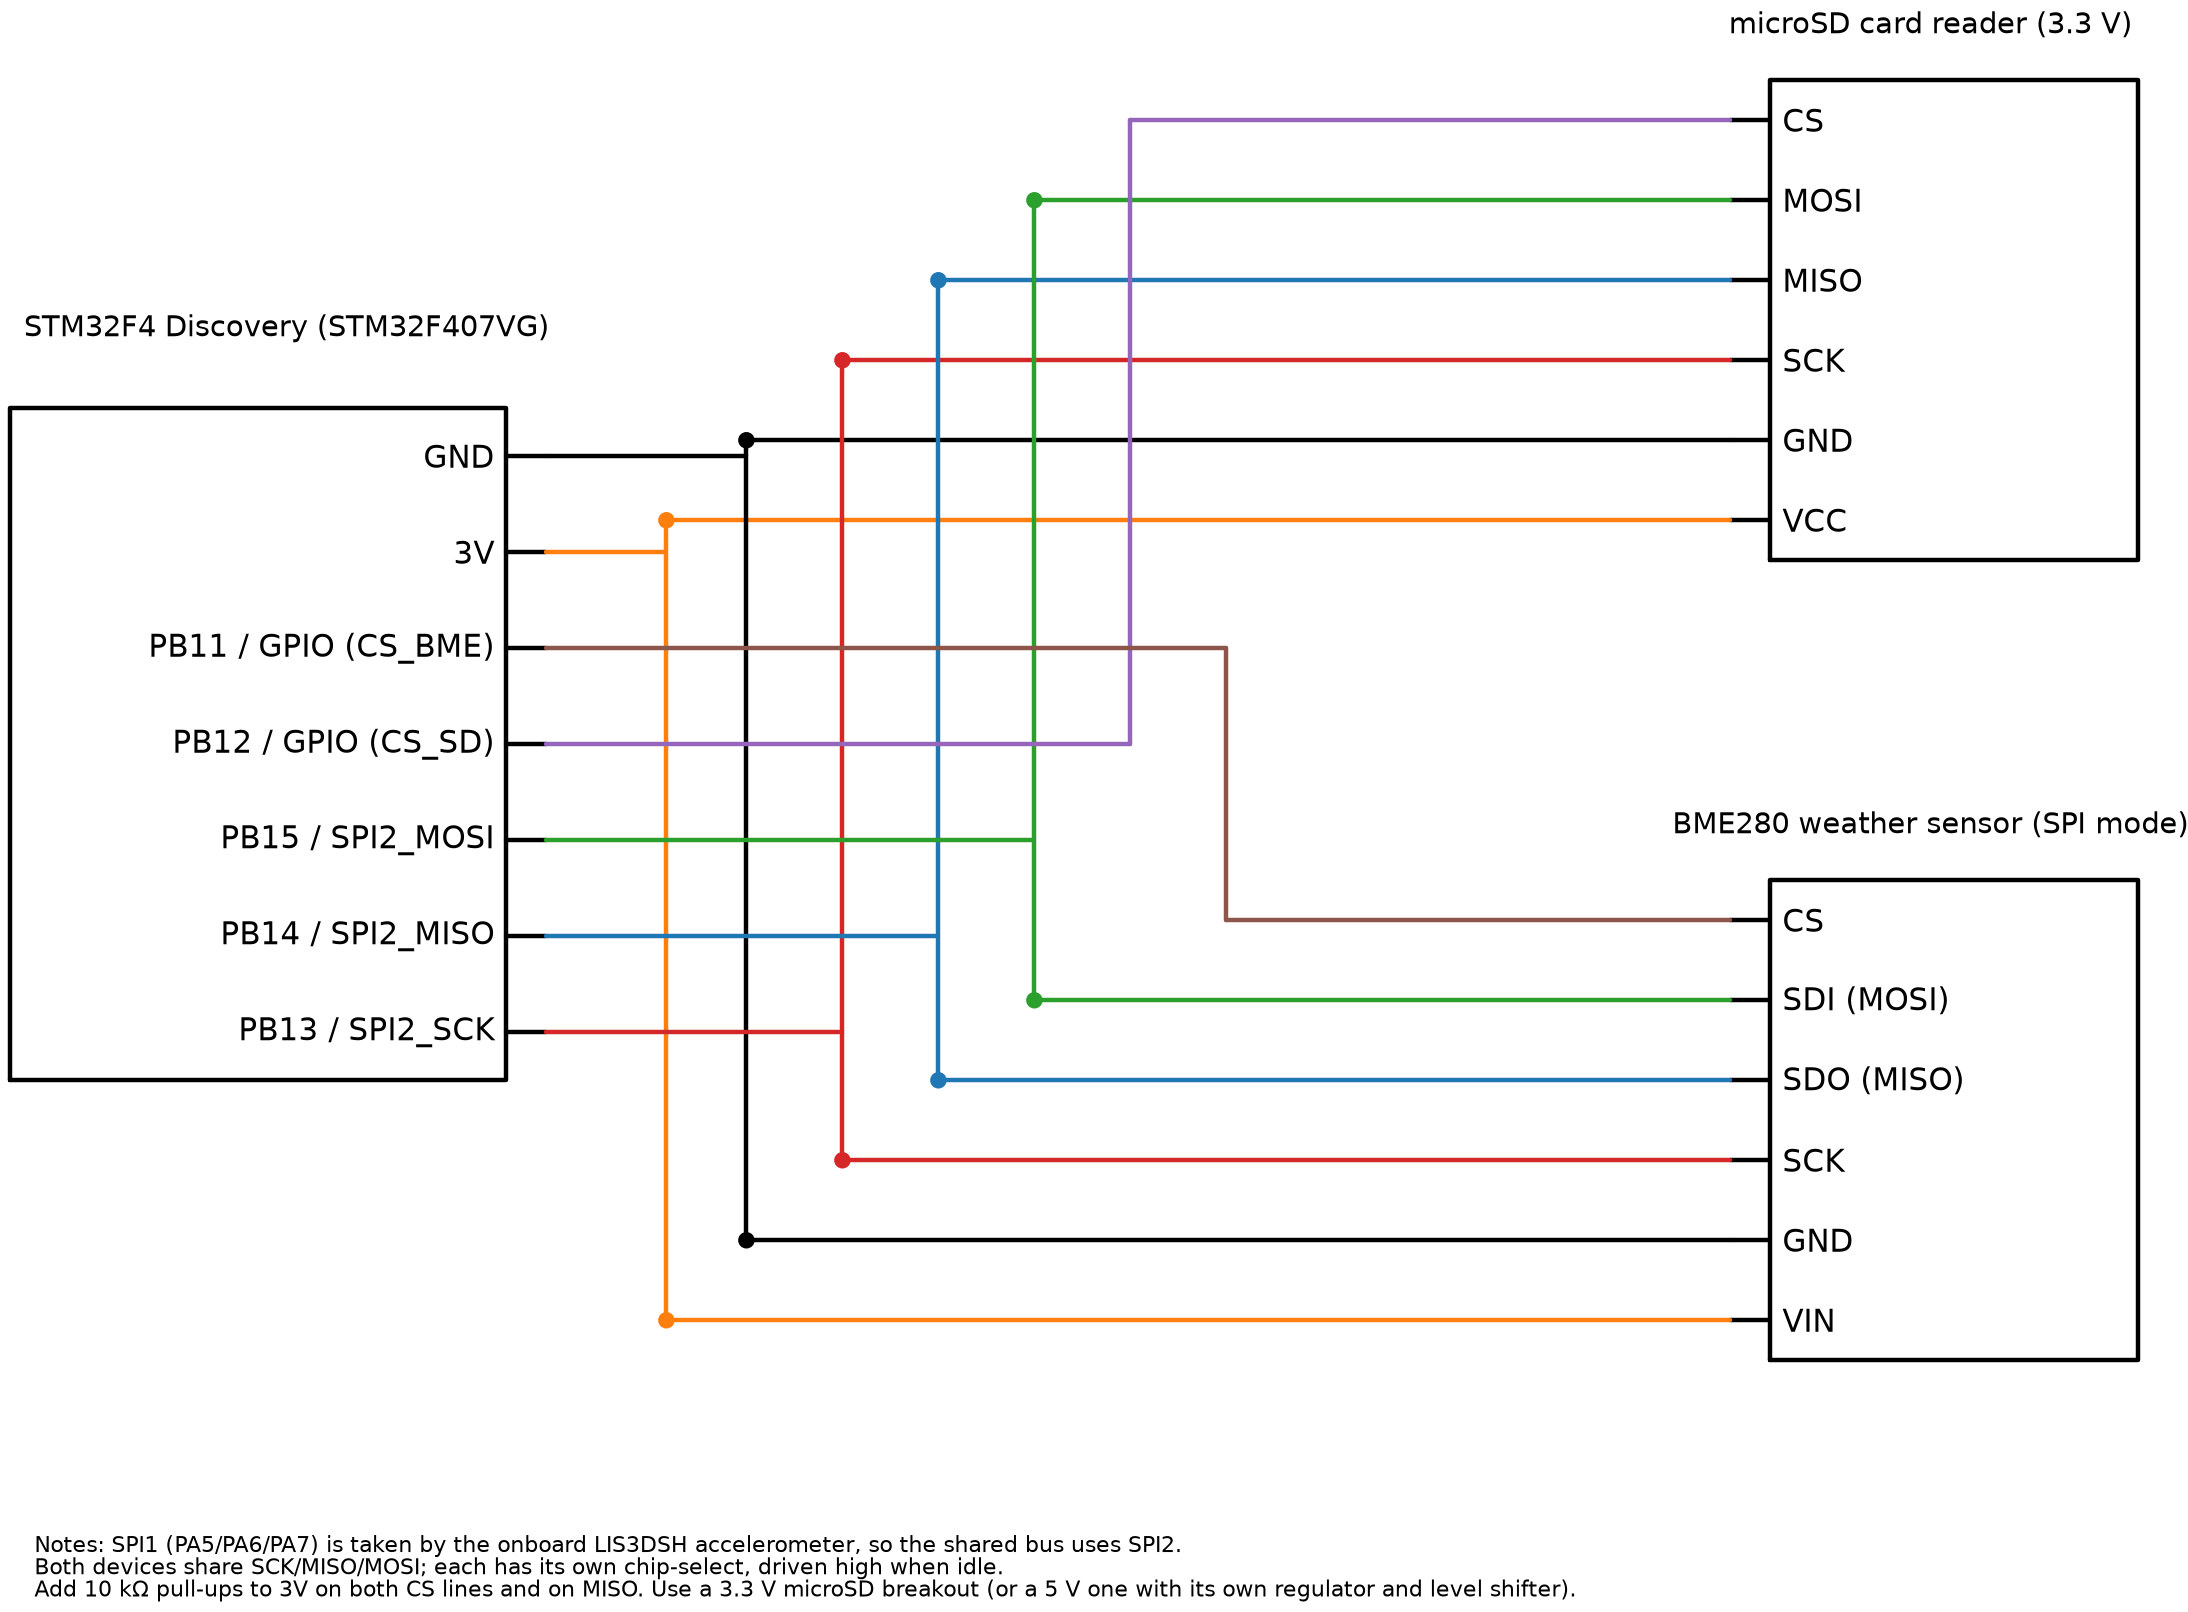 microSD card reader (3.3 V)
CS
MOSI
MISO
SCK
GND
VCC
STM32F4 Discovery (STM32F407VG)
GND
3V
PB11 / GPIO (CS_BME)
PB12 / GPIO (CS_SD)
PB15 / SPI2_MOSI
PB14 / SPI2_MISO
PB13 / SPI2_SCK
BME280 weather sensor (SPI mode)
CS
SDI (MOSI)
SDO (MISO)
SCK
GND
VIN
Notes: SPI1 (PA5/PA6/PA7) is taken by the onboard LIS3DSH accelerometer, so the shared bus uses SPI2.
Both devices share SCK/MISO/MOSI; each has its own chip-select, driven high when idle.
Add 10 kΩ pull-ups to 3V on both CS lines and on MISO. Use a 3.3 V microSD breakout (or a 5 V one with its own regulator and level shifter).